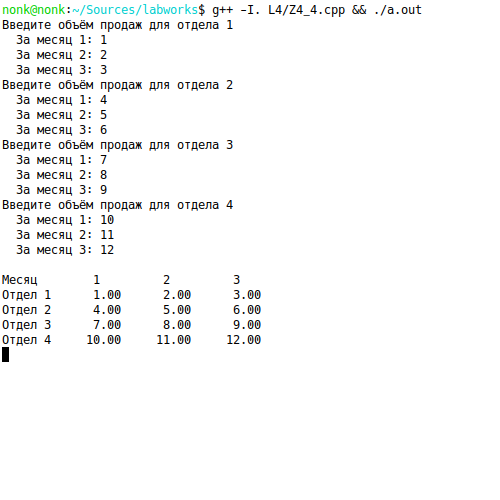 nonk@nonk:~/Sources/labworks$ g++ -I. L4/Z4_4.cpp && ./a.out
Введите объём продаж для отдела 1
  За месяц 1: 1
  За месяц 2: 2
  За месяц 3: 3
Введите объём продаж для отдела 2
  За месяц 1: 4
  За месяц 2: 5
  За месяц 3: 6
Введите объём продаж для отдела 3
  За месяц 1: 7
  За месяц 2: 8
  За месяц 3: 9
Введите объём продаж для отдела 4
  За месяц 1: 10
  За месяц 2: 11
  За месяц 3: 12

Месяц        1         2         3
Отдел 1      1.00      2.00      3.00
Отдел 2      4.00      5.00      6.00
Отдел 3      7.00      8.00      9.00
Отдел 4     10.00     11.00     12.00